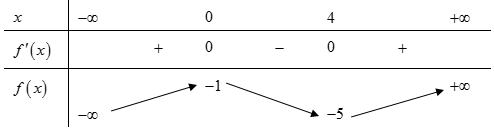 x −∞ 0 4 +∞
f′(x) + 0 − 0 +
f(x) −∞ −1 −5 +∞